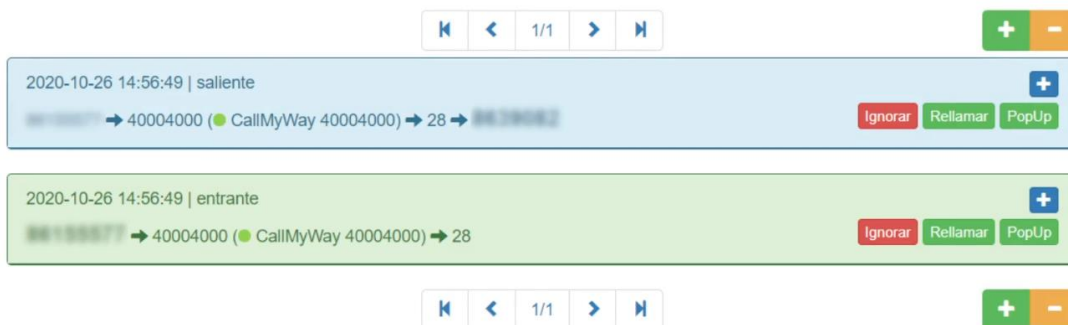 1/1
2020-10-26 14:56:49 | saliente
➔ 40004000 (CallMyWay 40004000) ➔ 28 ➔
Ignorar Rellamar PopUp
2020-10-26 14:56:49 | entrante
➔ 40004000 (CallMyWay 40004000) ➔ 28
Ignorar Rellamar PopUp
1/1